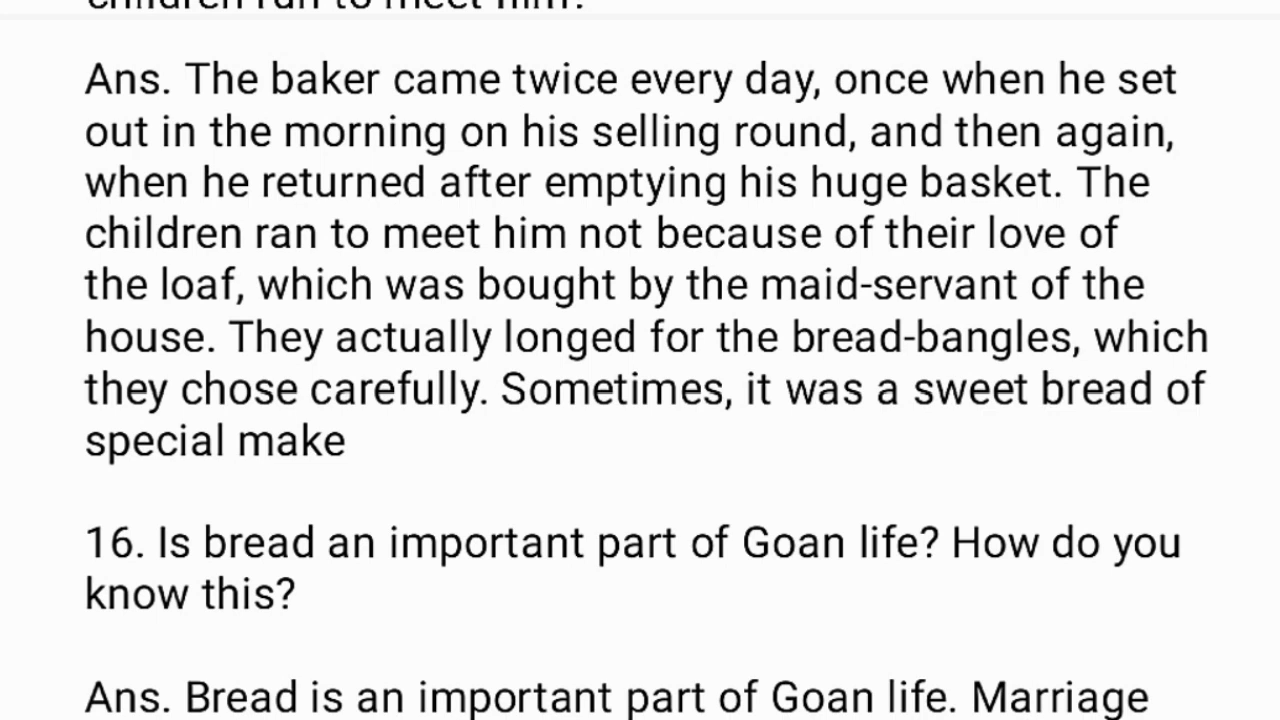 children ran to meet him?
Ans. The baker came twice every day, once when he set
out in the morning on his selling round, and then again,
when he returned after emptying his huge basket. The
children ran to meet him not because of their love of
the loaf, which was bought by the maid-servant of the
house. They actually longed for the bread-bangles, which
they chose carefully. Sometimes, it was a sweet bread of
special make
16. Is bread an important part of Goan life? How do you
know this?
Ans. Bread is an important part of Goan life. Marriage